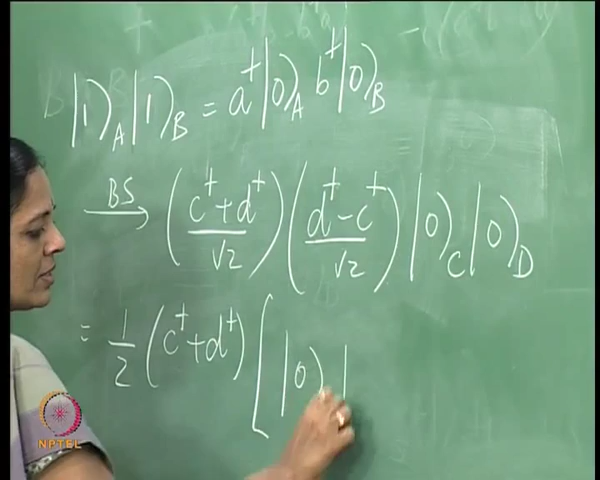 |1⟩_A |1⟩_B = a† |0⟩_A b† |0⟩_B
BS → (c† + d† / √2) (d† − c† / √2) |0⟩_C |0⟩_D
= 1/2 (c† + d†) [ |0⟩ |
NPTEL